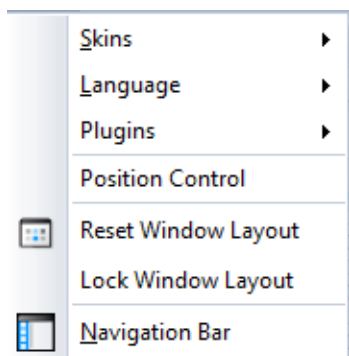 Skins
Language
Plugins
Position Control
Reset Window Layout
Lock Window Layout
Navigation Bar